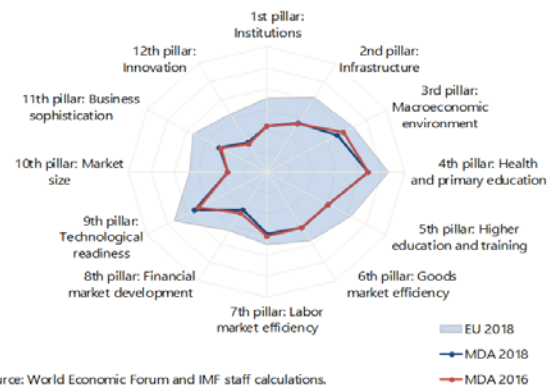 1st pillar:
Institutions
2nd pillar:
Infrastructure
3rd pillar:
Macroeconomic
environment
4th pillar: Health
and primary education
5th pillar: Higher
education and training
6th pillar: Goods
market efficiency
7th pillar: Labor
market efficiency
8th pillar: Financial
market development
9th pillar:
Technological
readiness
10th pillar: Market
size
11th pillar: Business
sophistication
12th pillar:
Innovation
EU 2018
MDA 2018
MDA 2016
urce: World Economic Forum and IMF staff calculations.